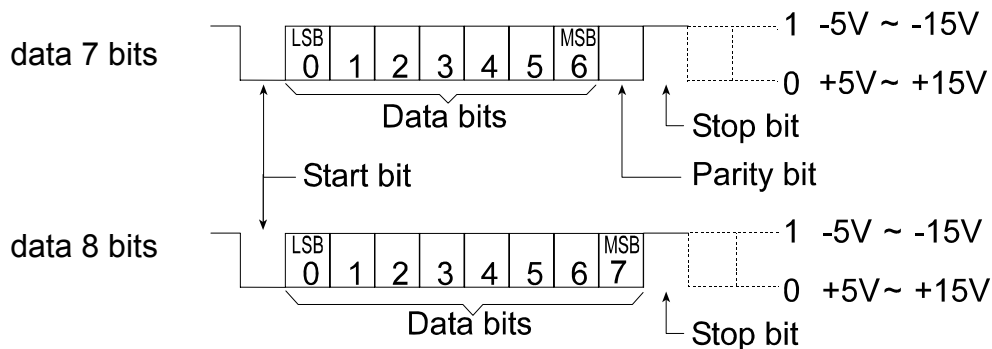 LSB MSB 1 -5V ~ -15V
data 7 bits
0 1 2 3 4 5 6 0 +5V~ +15V
Data bits
Stop bit
Start bit Parity bit
LSB MSB 1 -5V ~ -15V
data 8 bits
0 1 2 3 4 5 6 7 0 +5V~ +15V
Data bits
Stop bit